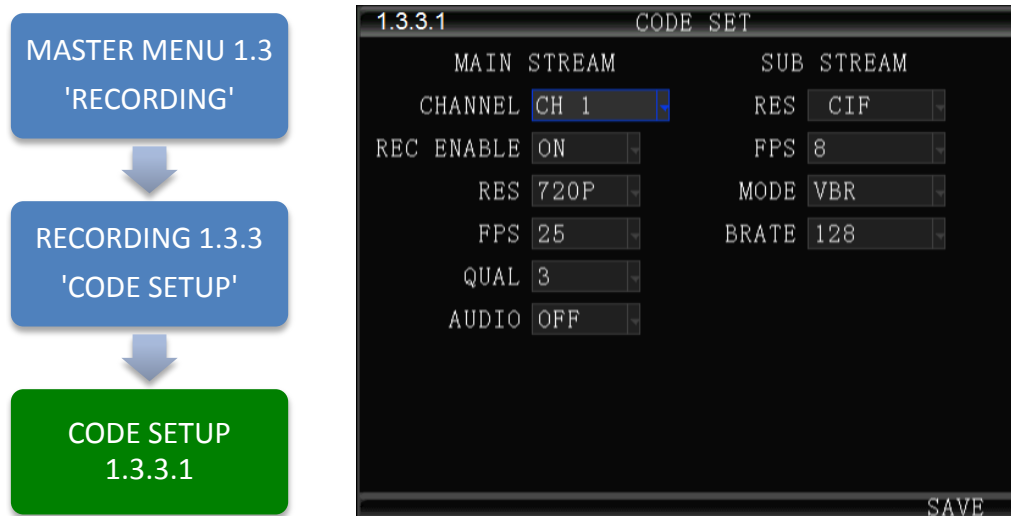 MASTER MENU 1.3
'RECORDING'
RECORDING 1.3.3
'CODE SETUP'
CODE SETUP
1.3.3.1
1.3.3.1 CODE SET
MAIN STREAM SUB STREAM
CHANNEL CH 1 RES CIF
REC ENABLE ON FPS 8
RES 720P MODE VBR
FPS 25 BRATE 128
QUAL 3
AUDIO OFF
SAVE